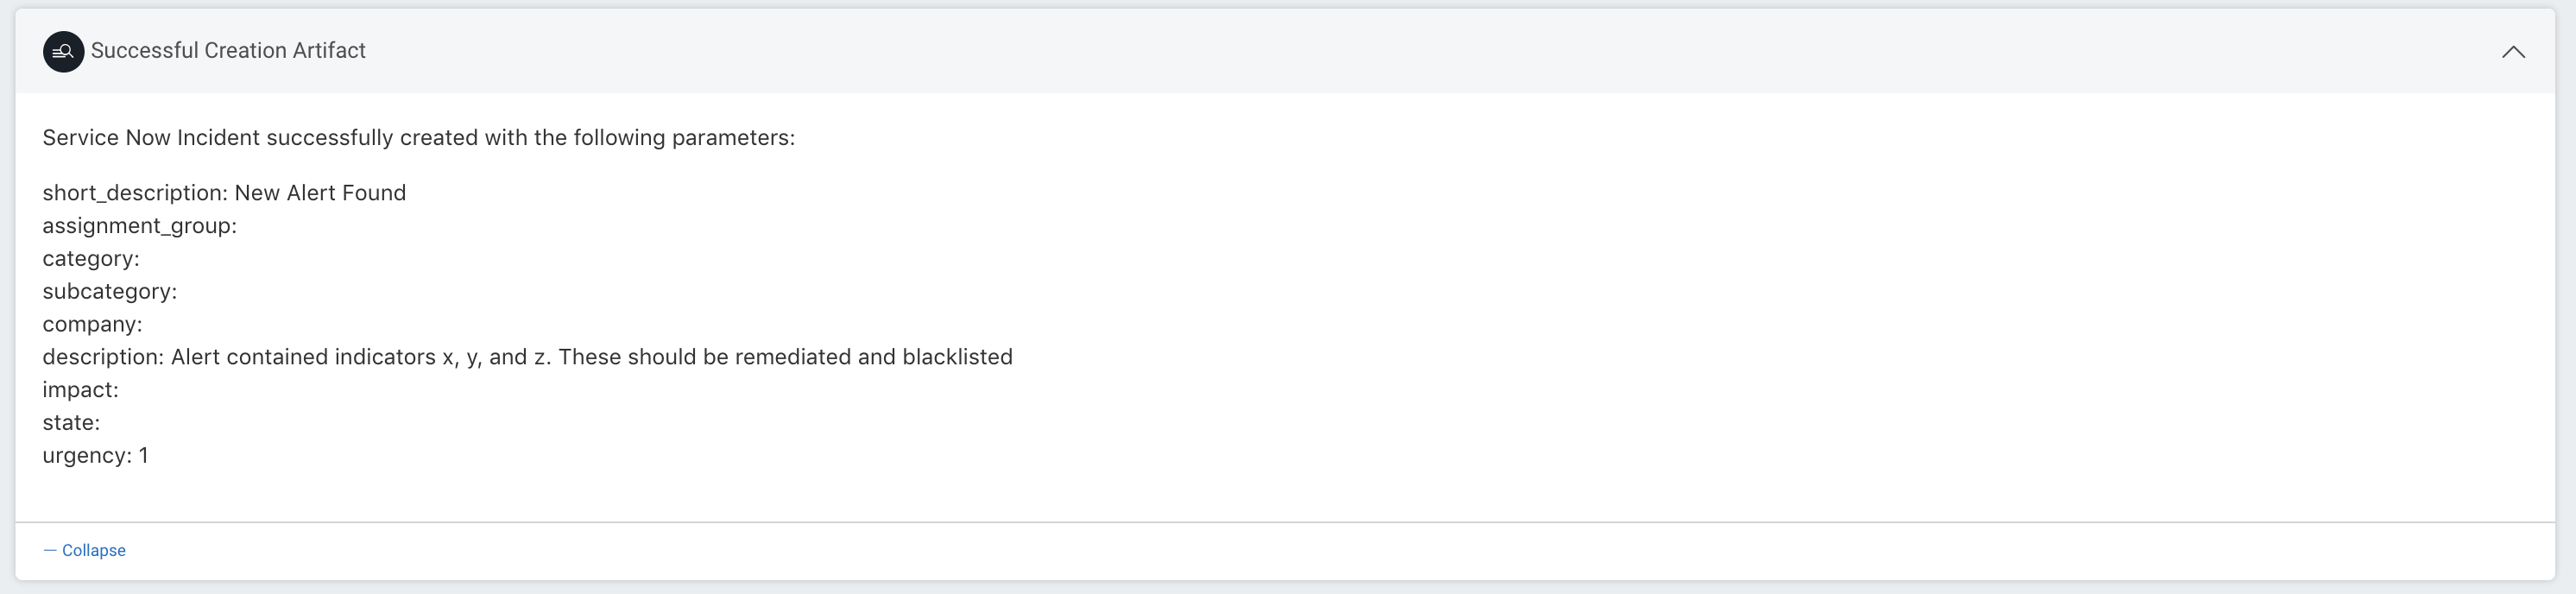 Successful Creation Artifact
Service Now Incident successfully created with the following parameters:
short_description: New Alert Found
assignment_group:
category:
subcategory:
company:
description: Alert contained indicators x, y, and z. These should be remediated and blacklisted
impact:
state:
urgency: 1
— Collapse